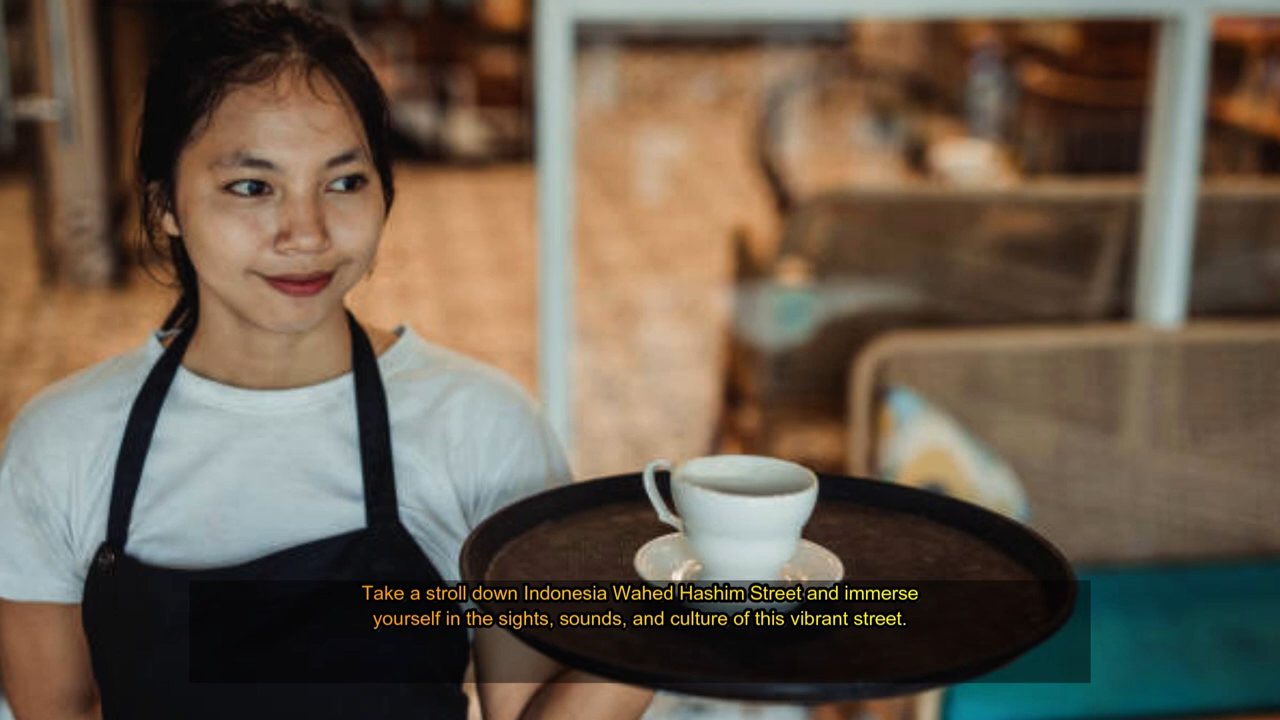 Take a stroll down Indonesia Wahed Hashim Street and immerse
yourself in the sights, sounds, and culture of this vibrant street.